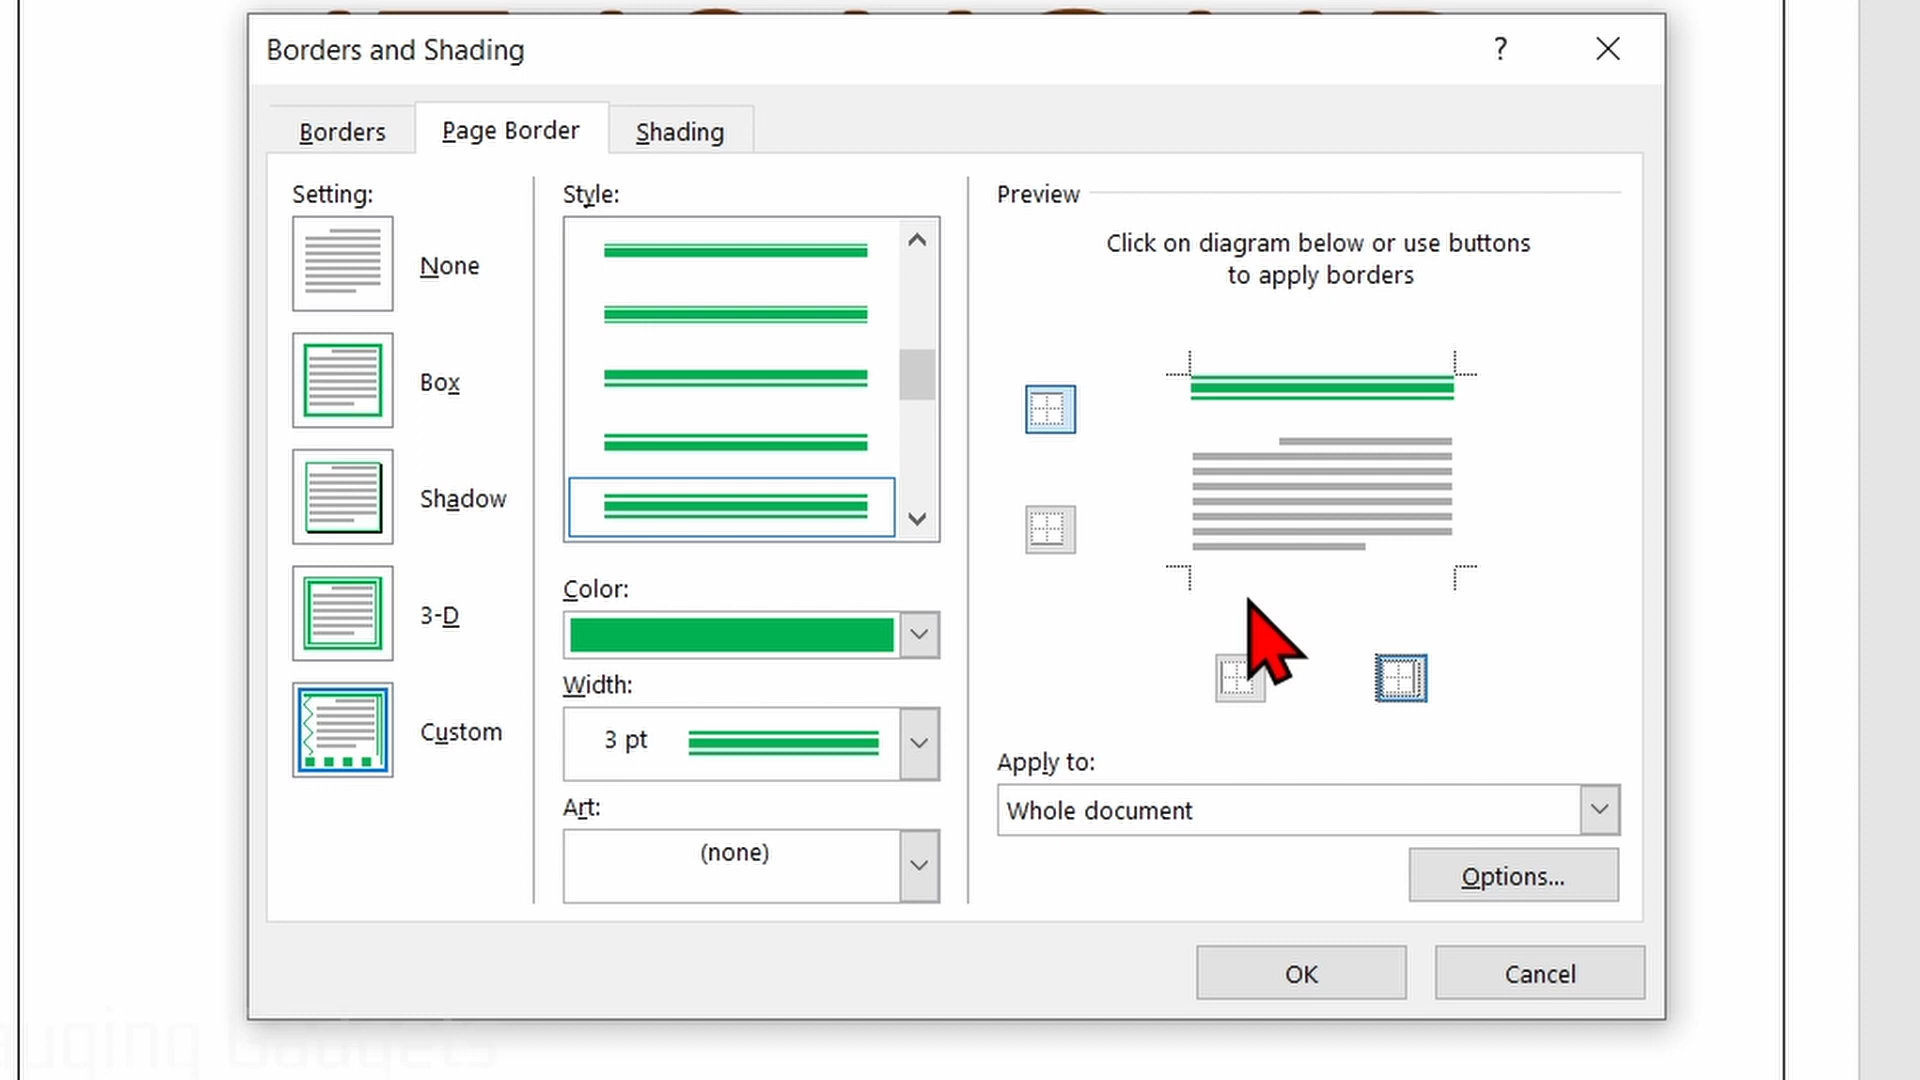 Borders and Shading
?
Borders
Page Border
Shading
Setting:
None
Box
Shadow
3-D
Custom
Style:
Color:
Width:
3 pt
Art:
(none)
Preview
Click on diagram below or use buttons
to apply borders
Apply to:
Whole document
Options...
OK
Cancel